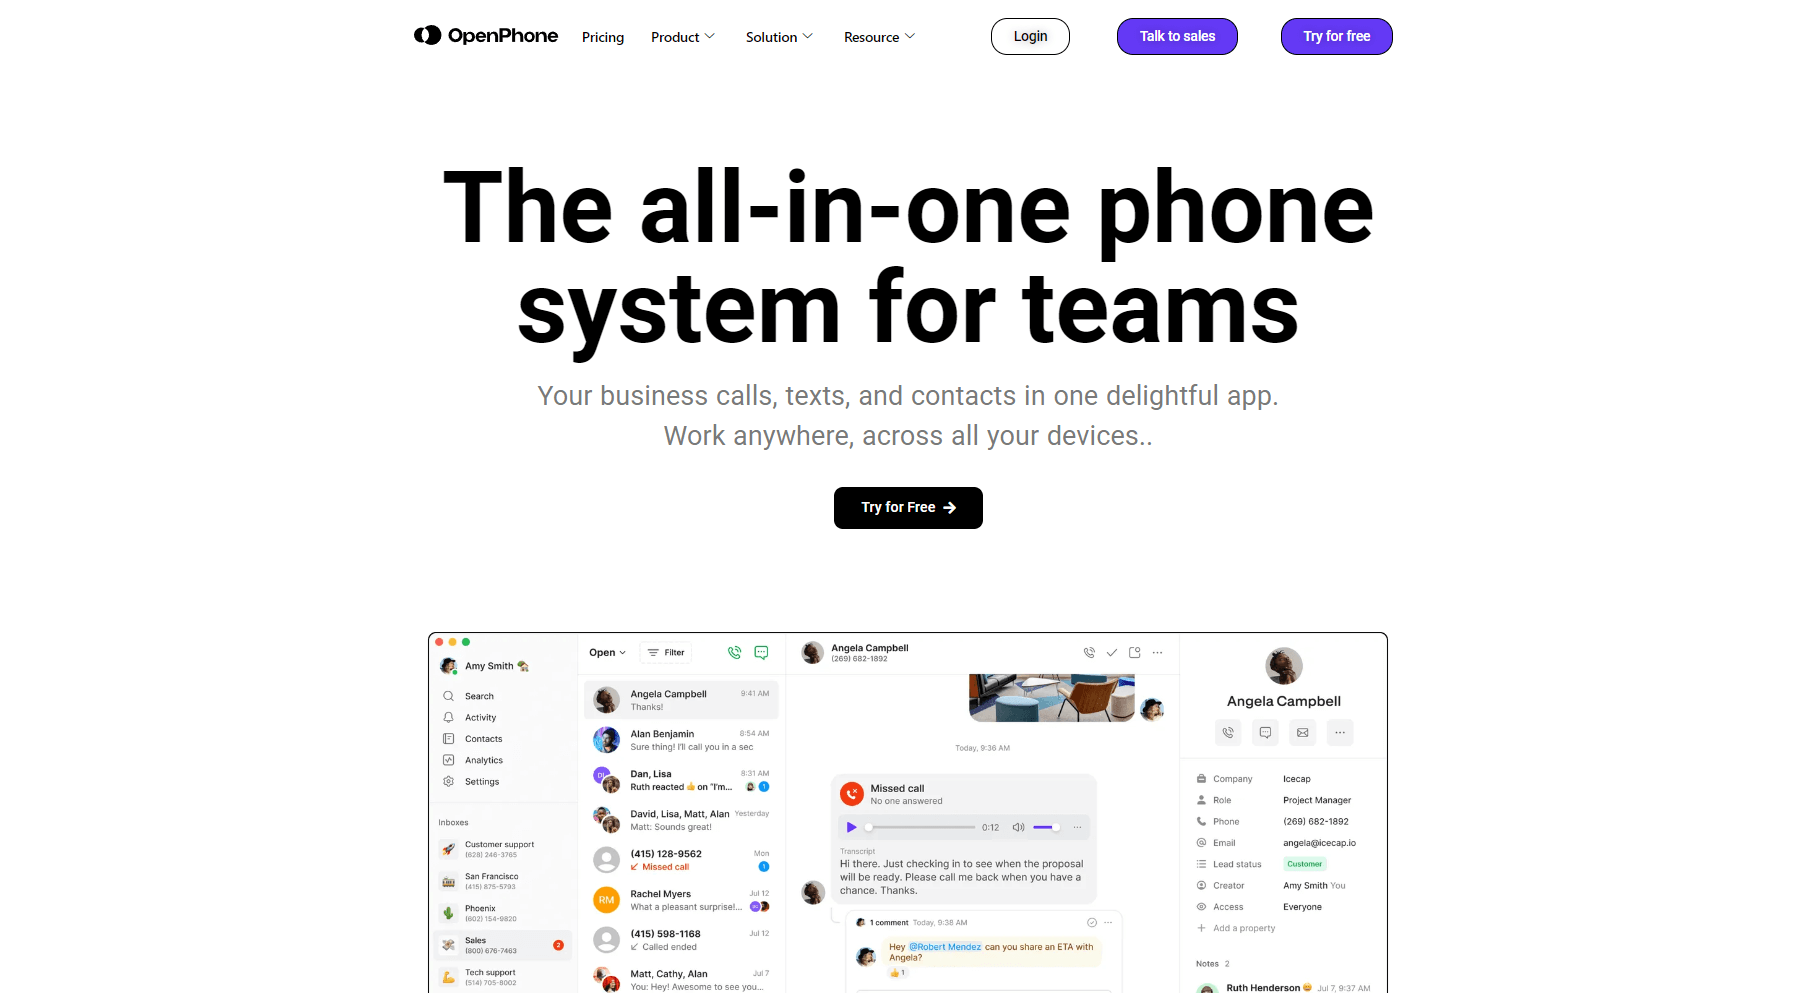 OpenPhone
Pricing
Product
Solution
Resource
Login
Talk to sales
Try for free
The all-in-one phone
system for teams
Your business calls, texts, and contacts in one delightful app.
Work anywhere, across all your devices..
Try for Free
Amy Smith
Search
Activity
Contacts
Analytics
Settings
Inboxes
Customer support
(628) 246-3765
San Francisco
(415) 875-5793
Phoenix
(602) 154-9820
Sales
(800) 676-7463
2
Tech support
(514) 705-8002
Open
Filter
Angela Campbell 9:41 AM
Thanks!
Alan Benjamin 8:54 AM
Sure thing! I'll call you in a sec
Dan, Lisa 8:31 AM
Ruth reacted 👍 on "I'm... 1
David, Lisa, Matt, Alan Yesterday
Matt: Sounds great!
(415) 128-9562 Mon
Missed call 1
RM
Rachel Myers Jul 12
What a pleasant surprise!...
(415) 598-1168 Jul 12
Called ended
Matt, Cathy, Alan Jul 7
You: Hey! Awesome to see you...
Angela Campbell
(269) 682-1892
Today, 9:36 AM
Missed call
No one answered
0:12
Transcript
Hi there. Just checking in to see when the proposal
will be ready. Please call me back when you have a
chance. Thanks.
1 comment Today, 9:38 AM
Hey @Robert Mendez can you share an ETA with
Angela?
👍 1
Angela Campbell
Company Icecap
Role Project Manager
Phone (269) 682-1892
Email angela@icecap.io
Lead status Customer
Creator Amy Smith You
Access Everyone
Add a property
Notes 2
Ruth Henderson Jul 7, 9:37 AM